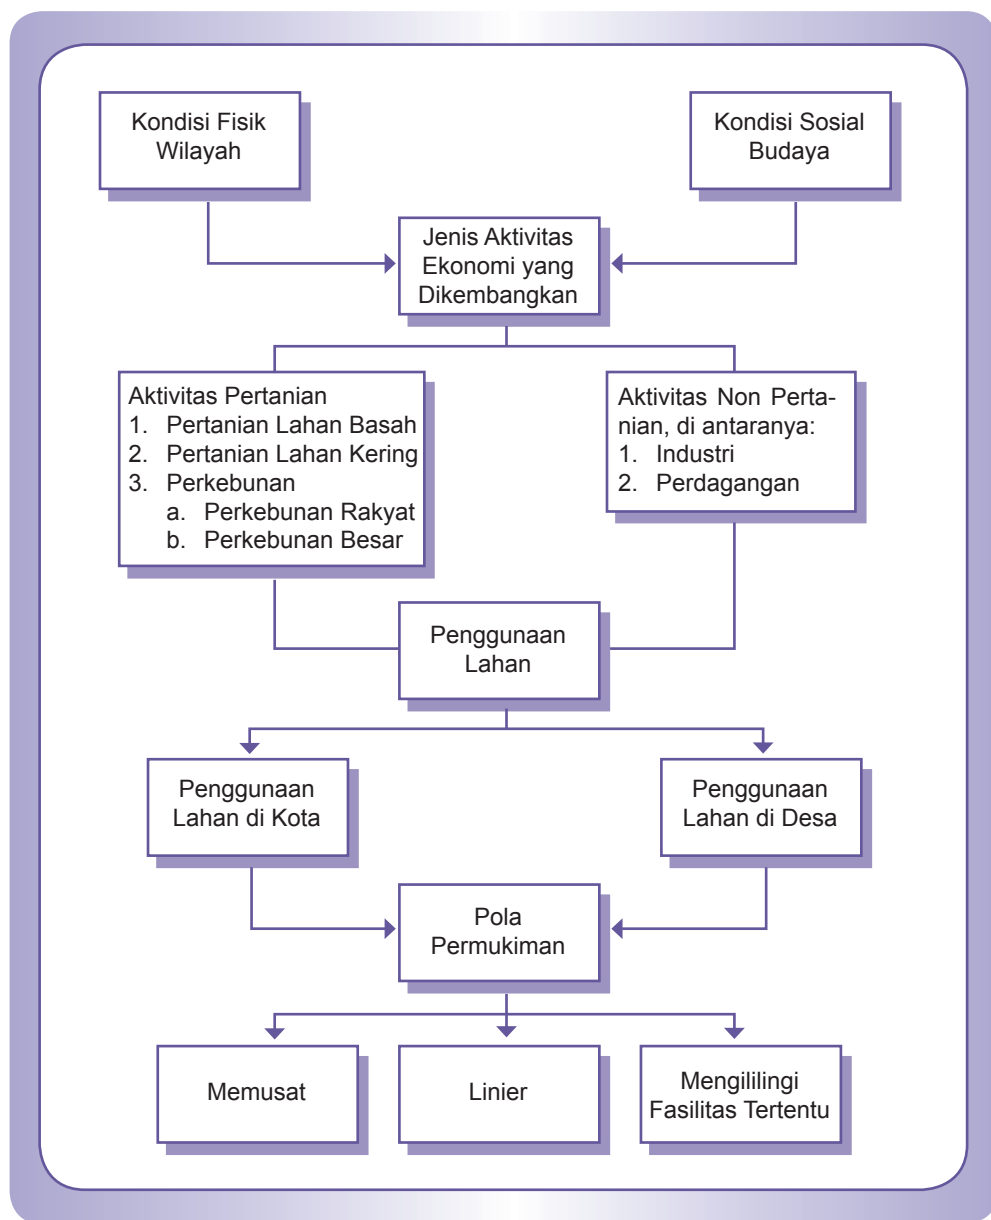 Kondisi Fisik
Wilayah
Kondisi Sosial
Budaya
Jenis Aktivitas
Ekonomi yang
Dikembangkan
Aktivitas Pertanian
1. Pertanian Lahan Basah
2. Pertanian Lahan Kering
3. Perkebunan
a. Perkebunan Rakyat
b. Perkebunan Besar
Aktivitas Non Perta-
nian, di antaranya:
1. Industri
2. Perdagangan
Penggunaan
Lahan
Penggunaan
Lahan di Kota
Penggunaan
Lahan di Desa
Pola
Permukiman
Memusat
Linier
Mengililingi
Fasilitas Tertentu